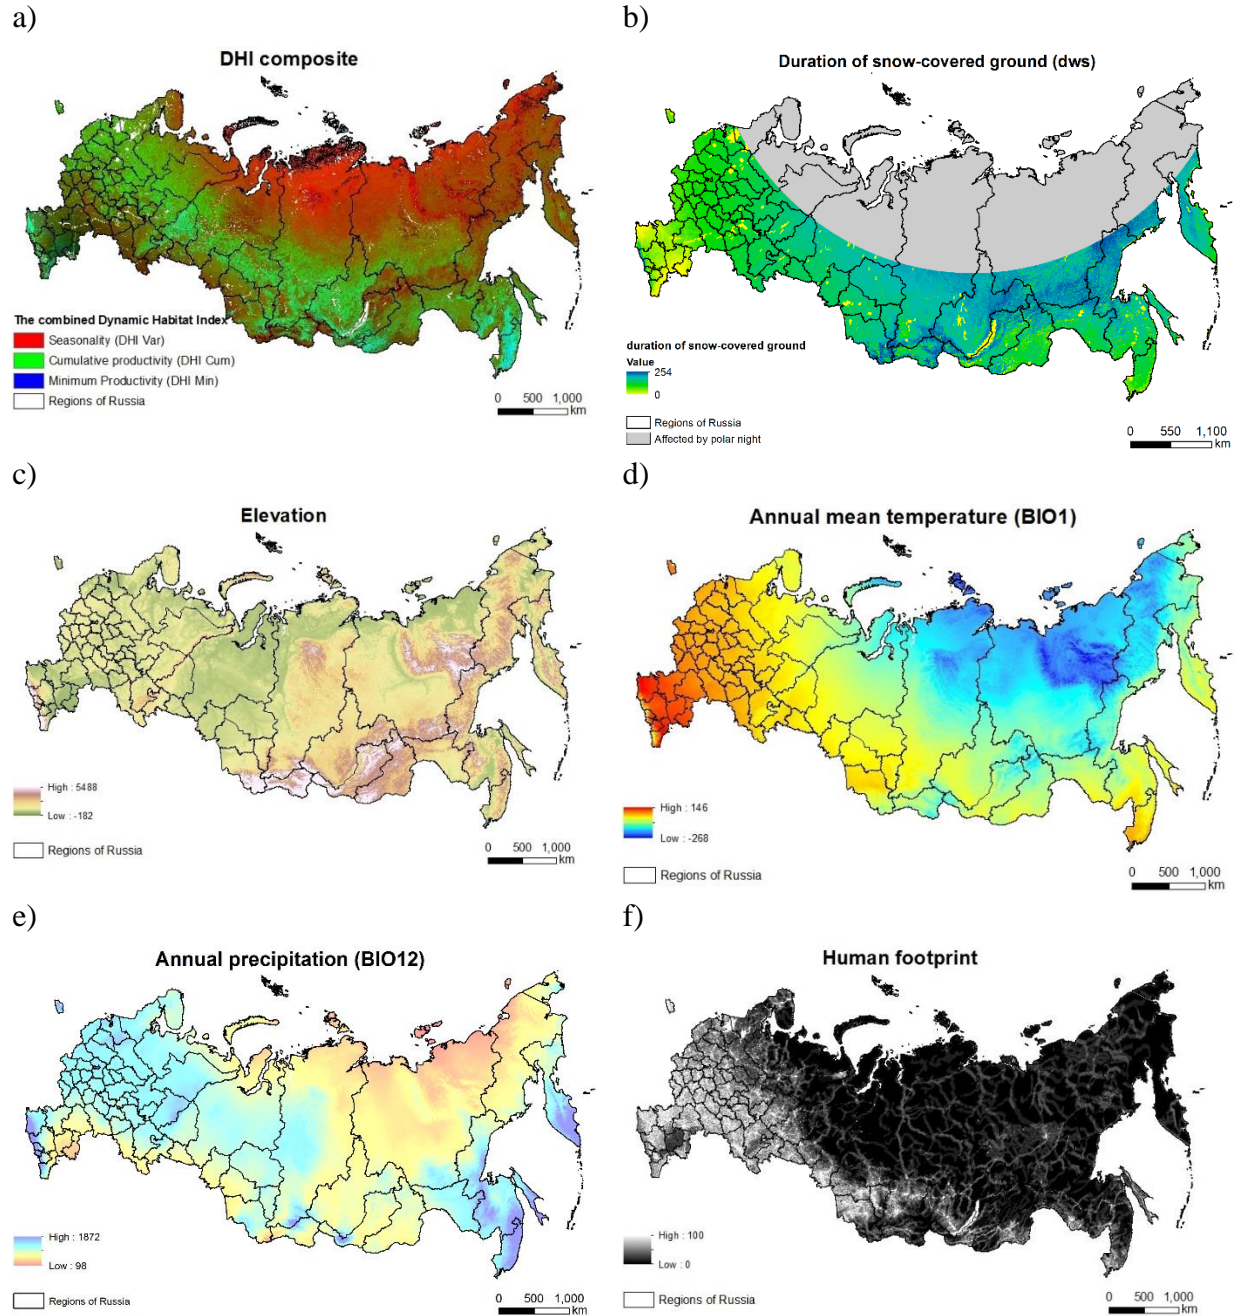 a)
DHI composite
The combined Dynamic Habitat Index
Seasonality (DHI Var)
Cumulative productivity (DHI Cum)
Minimum Productivity (DHI Min)
Regions of Russia
0 500 1,000
km
b)
Duration of snow-covered ground (dws)
duration of snow-covered ground
Value
254
0
Regions of Russia
Affected by polar night
0 550 1,100
km
c)
Elevation
High : 5488
Low : -182
Regions of Russia
0 500 1,000
km
d)
Annual mean temperature (BIO1)
High : 146
Low : -268
Regions of Russia
0 500 1,000
km
e)
Annual precipitation (BIO12)
High : 1872
Low : 98
Regions of Russia
0 500 1,000
km
f)
Human footprint
High : 100
Low : 0
Regions of Russia
0 500 1,000
km